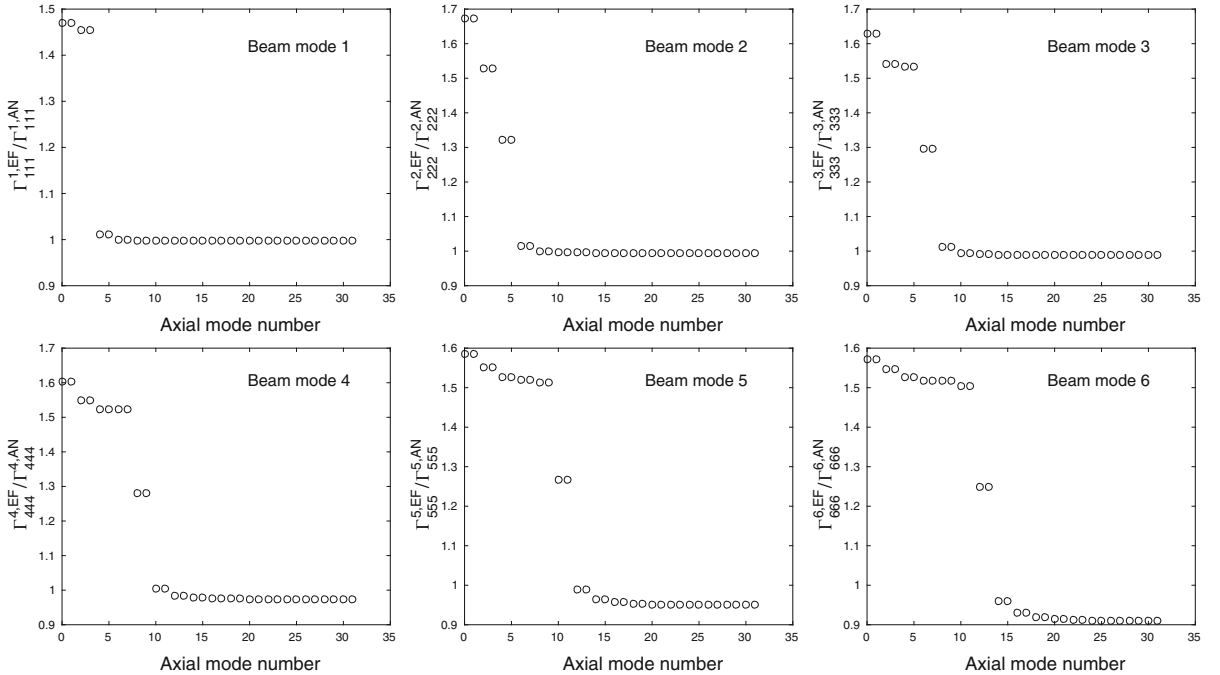 1.5
1.4
1.3
1.2
1.1
1
0.9
0 5 10 15 20 25 30 35
Beam mode 1
Axial mode number
Γ^{1,EF}_{111}/Γ^{1,AN}_{111}
1.7
1.6
1.5
1.4
1.3
1.2
1.1
1
0.9
0 5 10 15 20 25 30 35
Beam mode 2
Axial mode number
Γ^{2,EF}_{222}/Γ^{2,AN}_{222}
1.7
1.6
1.5
1.4
1.3
1.2
1.1
1
0.9
0 5 10 15 20 25 30 35
Beam mode 3
Axial mode number
Γ^{3,EF}_{333}/Γ^{3,AN}_{333}
1.7
1.6
1.5
1.4
1.3
1.2
1.1
1
0.9
0 5 10 15 20 25 30 35
Beam mode 4
Axial mode number
Γ^{4,EF}_{444}/Γ^{4,AN}_{444}
1.6
1.5
1.4
1.3
1.2
1.1
1
0.9
0 5 10 15 20 25 30 35
Beam mode 5
Axial mode number
Γ^{5,EF}_{555}/Γ^{5,AN}_{555}
1.6
1.5
1.4
1.3
1.2
1.1
1
0.9
0 5 10 15 20 25 30 35
Beam mode 6
Axial mode number
Γ^{6,EF}_{666}/Γ^{6,AN}_{666}